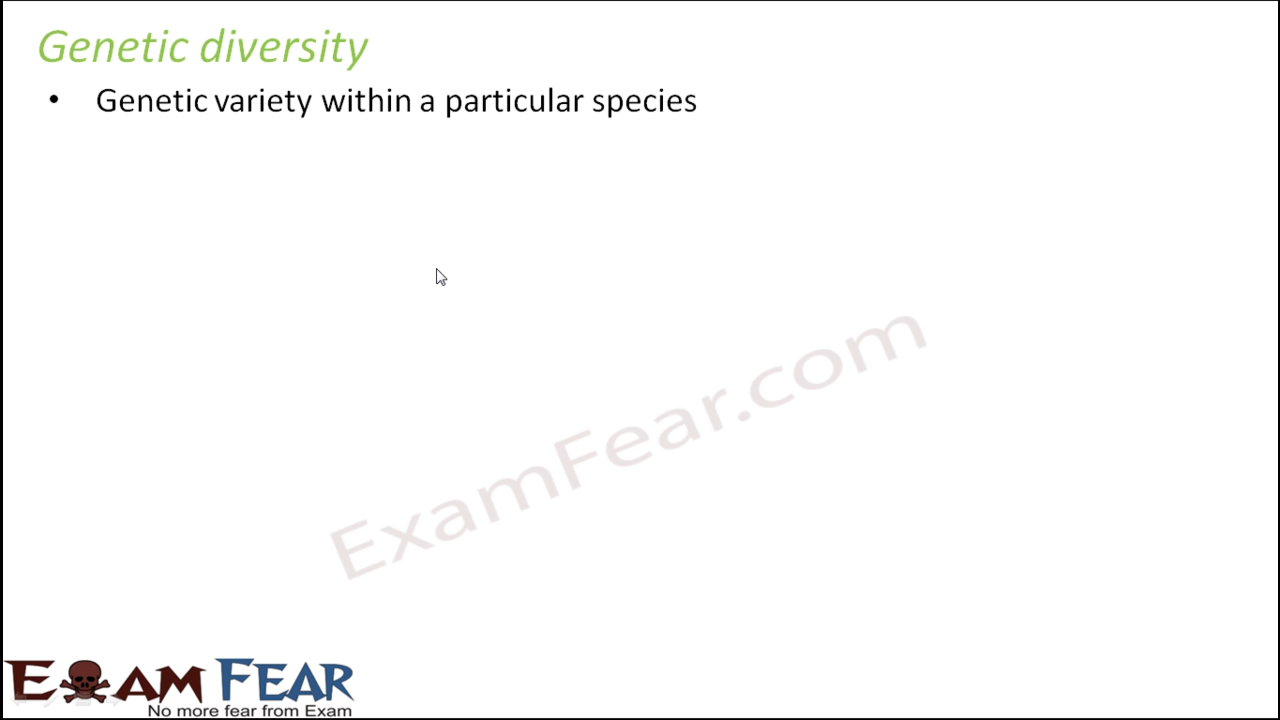 Genetic diversity
• Genetic variety within a particular species
ExamFear.com
EXAM FEAR
No more fear from Exam